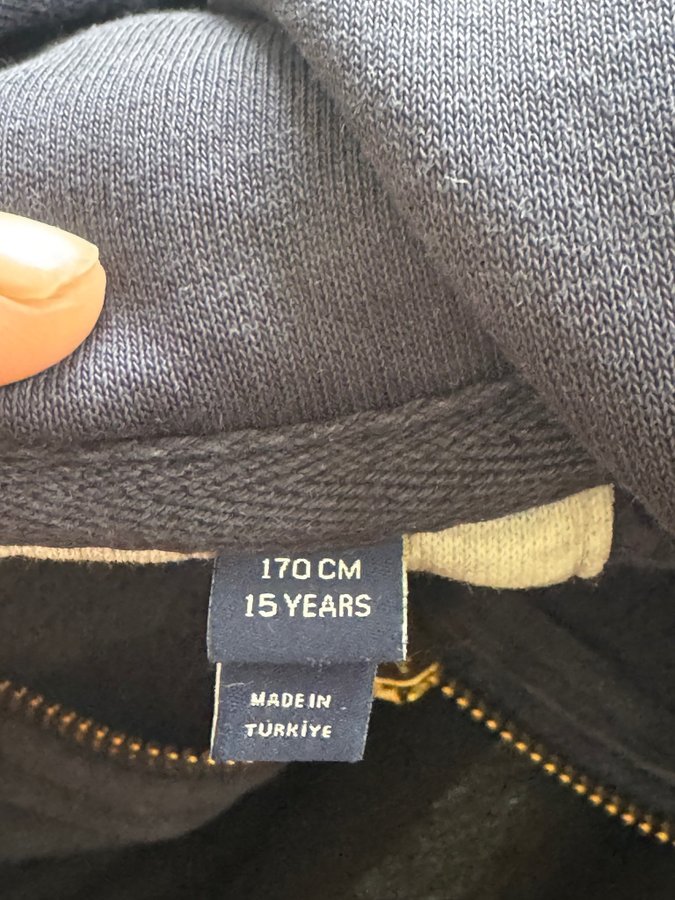 170 CM
15 YEARS
MADE IN
TÜRKİYE